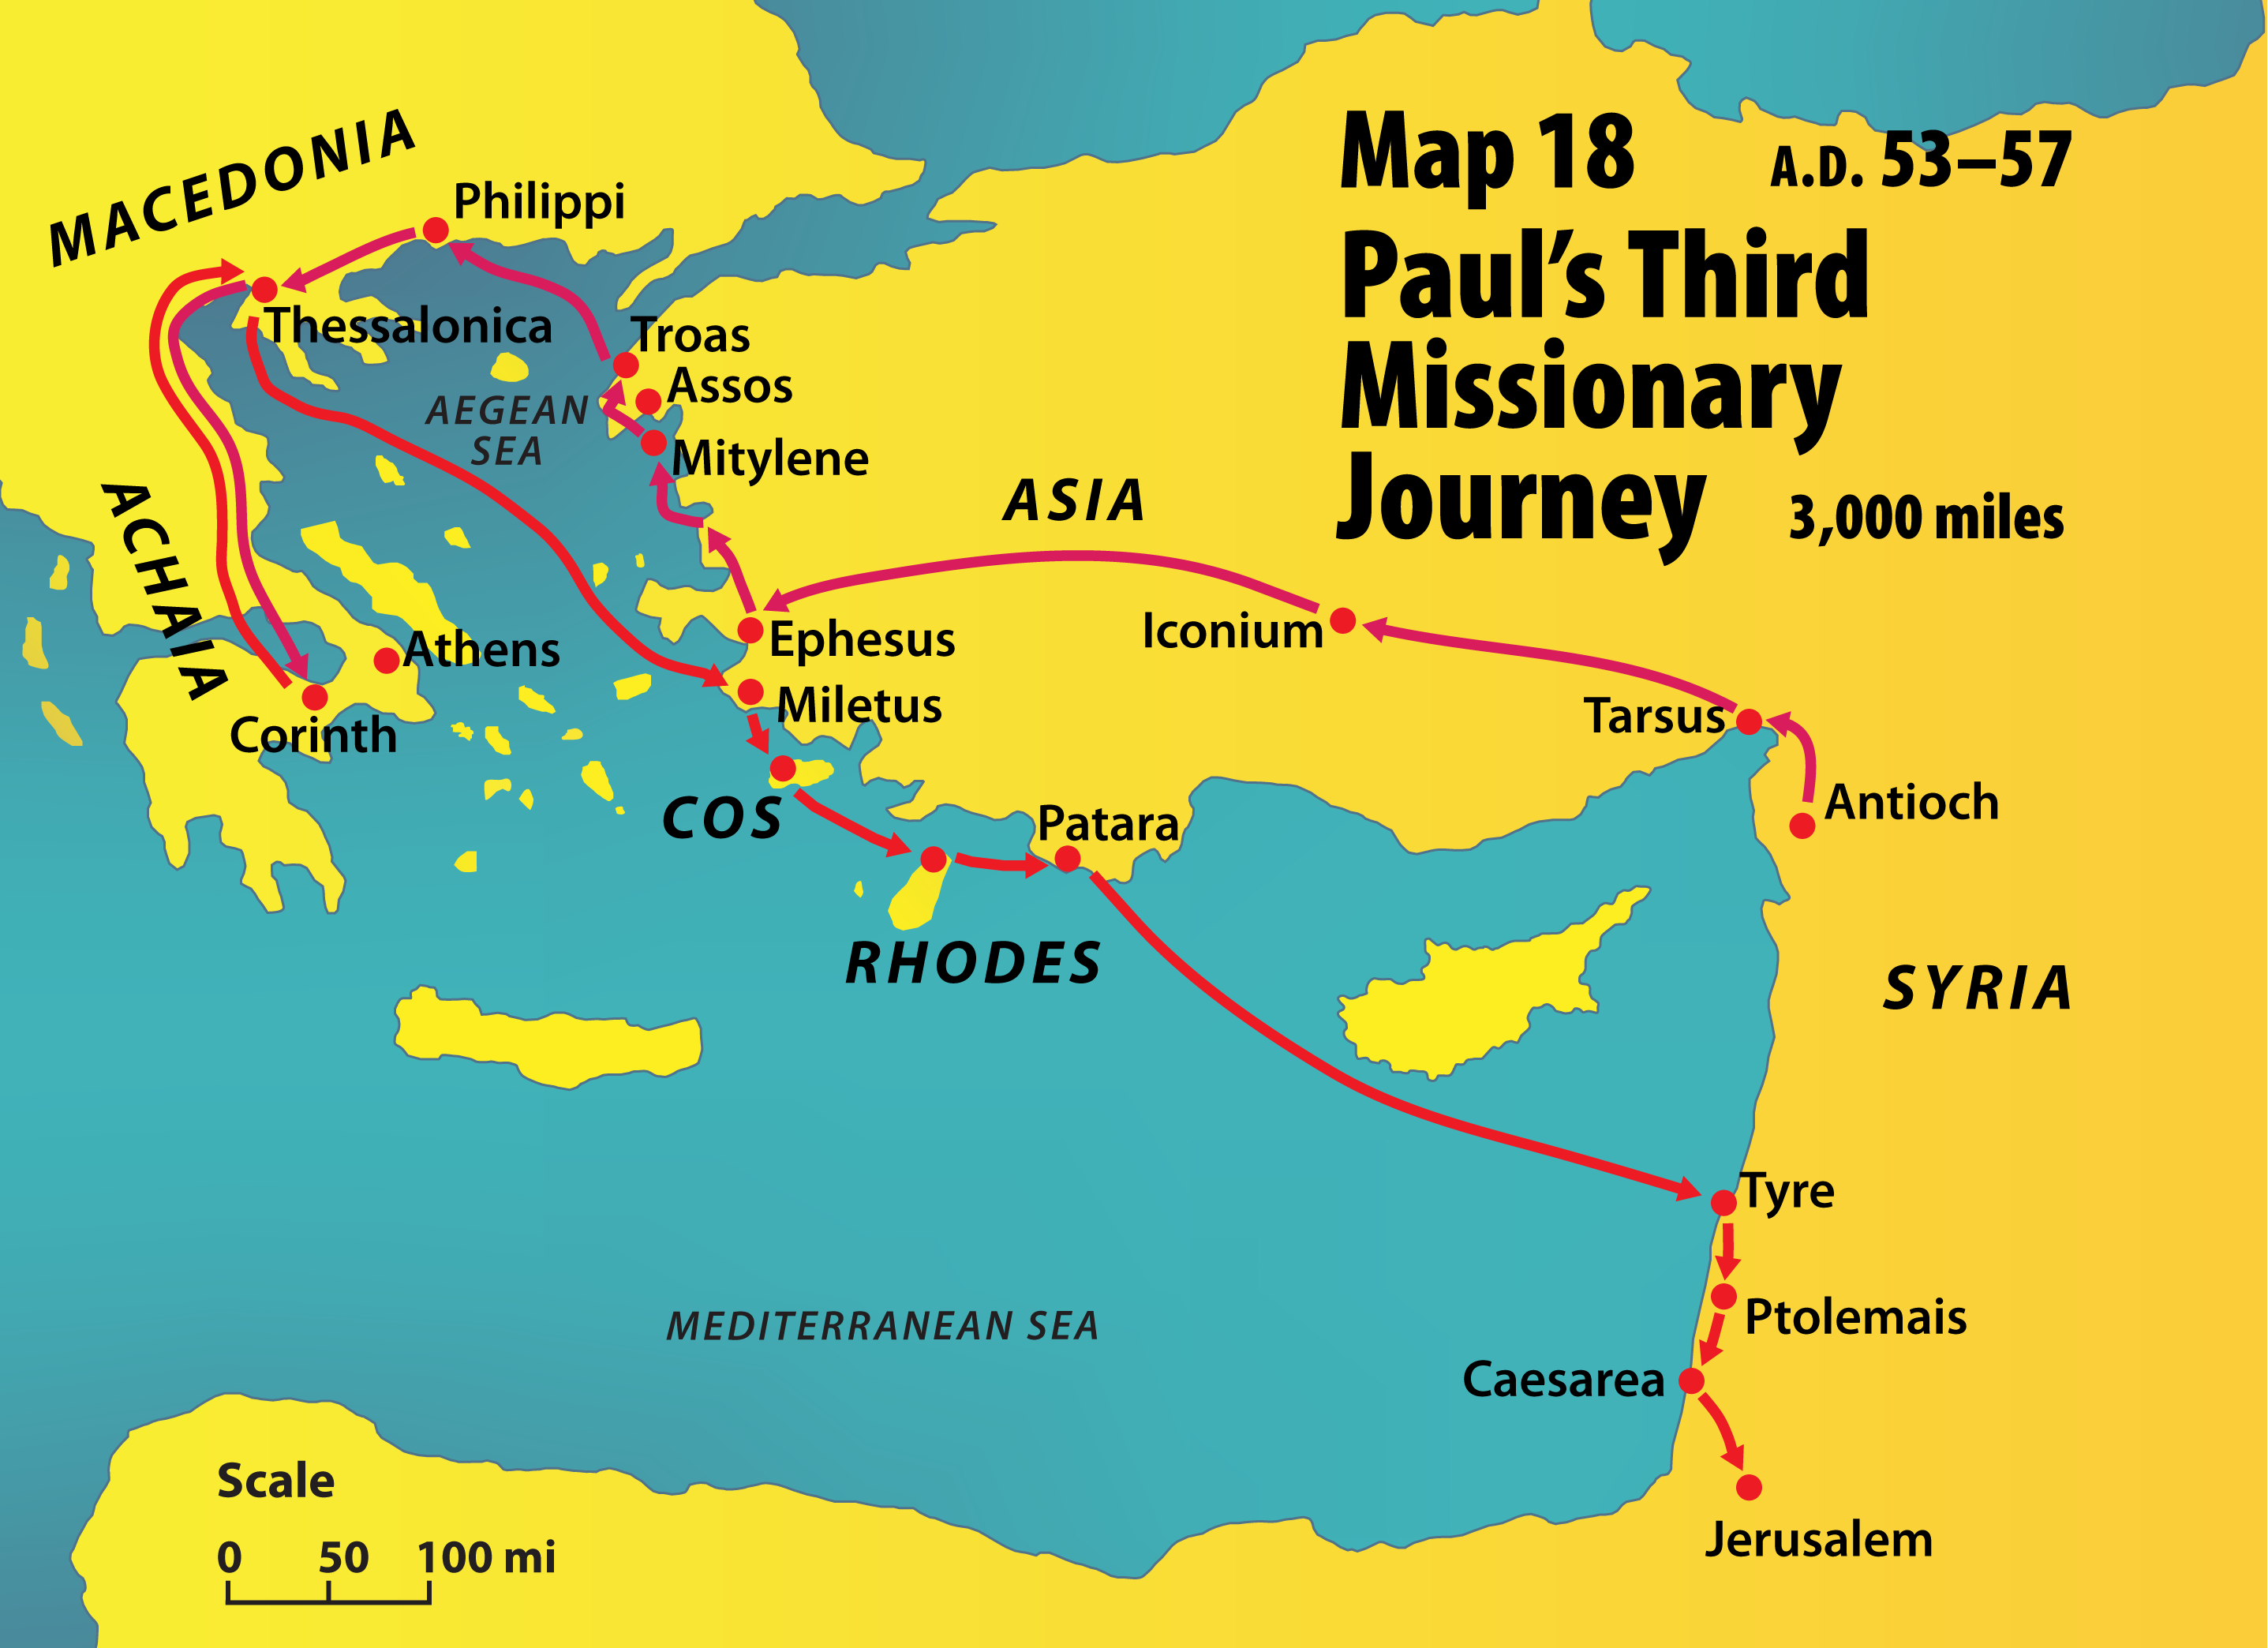 Map 18 A.D. 53–57
Paul's Third
Missionary
Journey 3,000 miles
MACEDONIA
Philippi
Thessalonica
Troas
Assos
AEGEAN
SEA
Mitylene
ASIA
ACHAIA
Athens
Ephesus
Iconium
Corinth
Miletus
Tarsus
Antioch
COS
Patara
RHODES
SYRIA
Tyre
Ptolemais
MEDITERRANEAN SEA
Caesarea
Jerusalem
Scale
0 50 100 mi